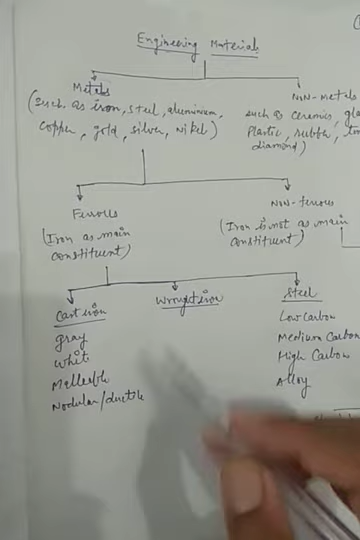 Engineering Materials
Metals
(such as iron, steel, aluminium,
copper, gold, silver, Nikel)
NON-Metals
such as ceramics,
Plastic, rubber,
diamond)
Ferrous
(Iron as main
constituent)
Non-ferrous
(Iron is not as main
constituent)
Cast iron
gray
white
Mallerble
Nodular/ductile
Wrought iron
Steel
Low carbon
Medium Carbon
High Carbon
Alloy